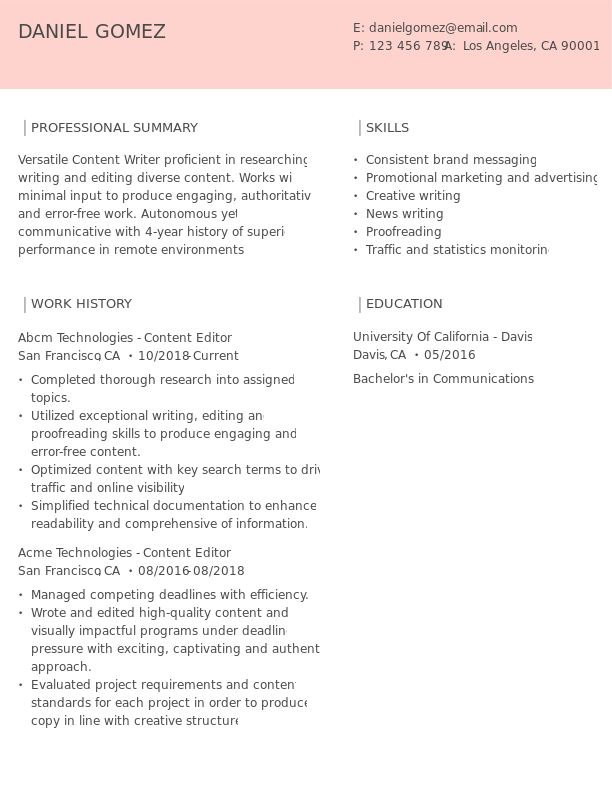 DANIEL GOMEZ
E: danielgomez@email.com
P: 123 456 789 A: Los Angeles, CA 90001
PROFESSIONAL SUMMARY
Versatile Content Writer proficient in researching
writing and editing diverse content. Works wi
minimal input to produce engaging, authoritativ
and error-free work. Autonomous yet
communicative with 4-year history of superi
performance in remote environments
WORK HISTORY
Abcm Technologies - Content Editor
San Francisco, CA • 10/2018-Current
• Completed thorough research into assigned
topics.
• Utilized exceptional writing, editing an
proofreading skills to produce engaging and
error-free content.
• Optimized content with key search terms to driv
traffic and online visibility
• Simplified technical documentation to enhance
readability and comprehensive of information.
Acme Technologies - Content Editor
San Francisco, CA • 08/2016-08/2018
• Managed competing deadlines with efficiency.
• Wrote and edited high-quality content and
visually impactful programs under deadlin
pressure with exciting, captivating and authent
approach.
• Evaluated project requirements and content
standards for each project in order to produce
copy in line with creative structure
SKILLS
• Consistent brand messaging
• Promotional marketing and advertising
• Creative writing
• News writing
• Proofreading
• Traffic and statistics monitorin
EDUCATION
University Of California - Davis
Davis, CA • 05/2016
Bachelor's in Communications